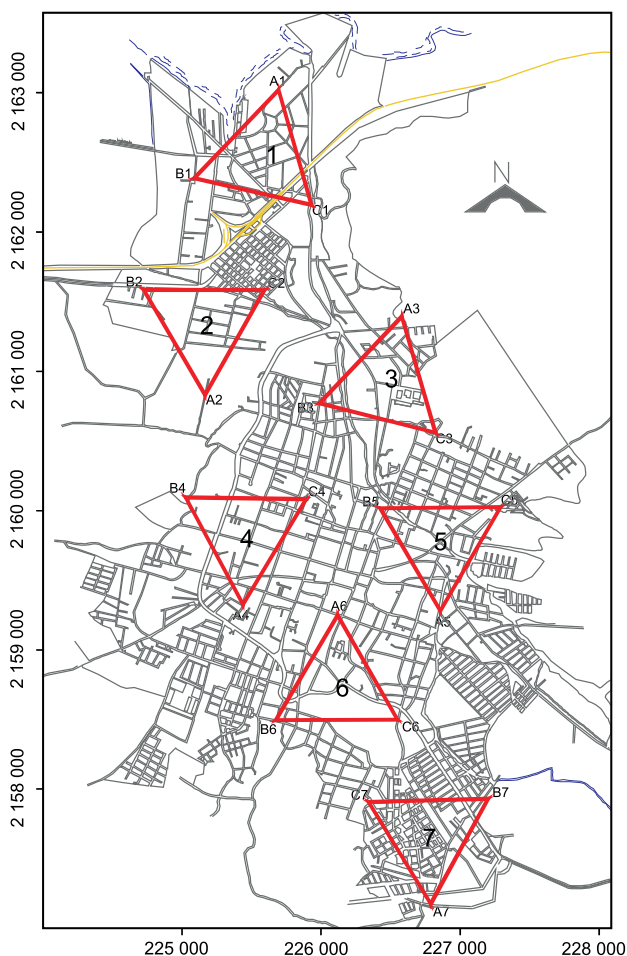 N
2 163 000
A1
1
B1
C1
2 162 000
B2
C2
2
A3
2 161 000
3
A2
B3
C3
B4
C4
B5
C5
2 160 000
4
5
A4
A6
A5
2 159 000
6
B6
C6
2 158 000
C7
B7
7
A7
225 000
226 000
227 000
228 000